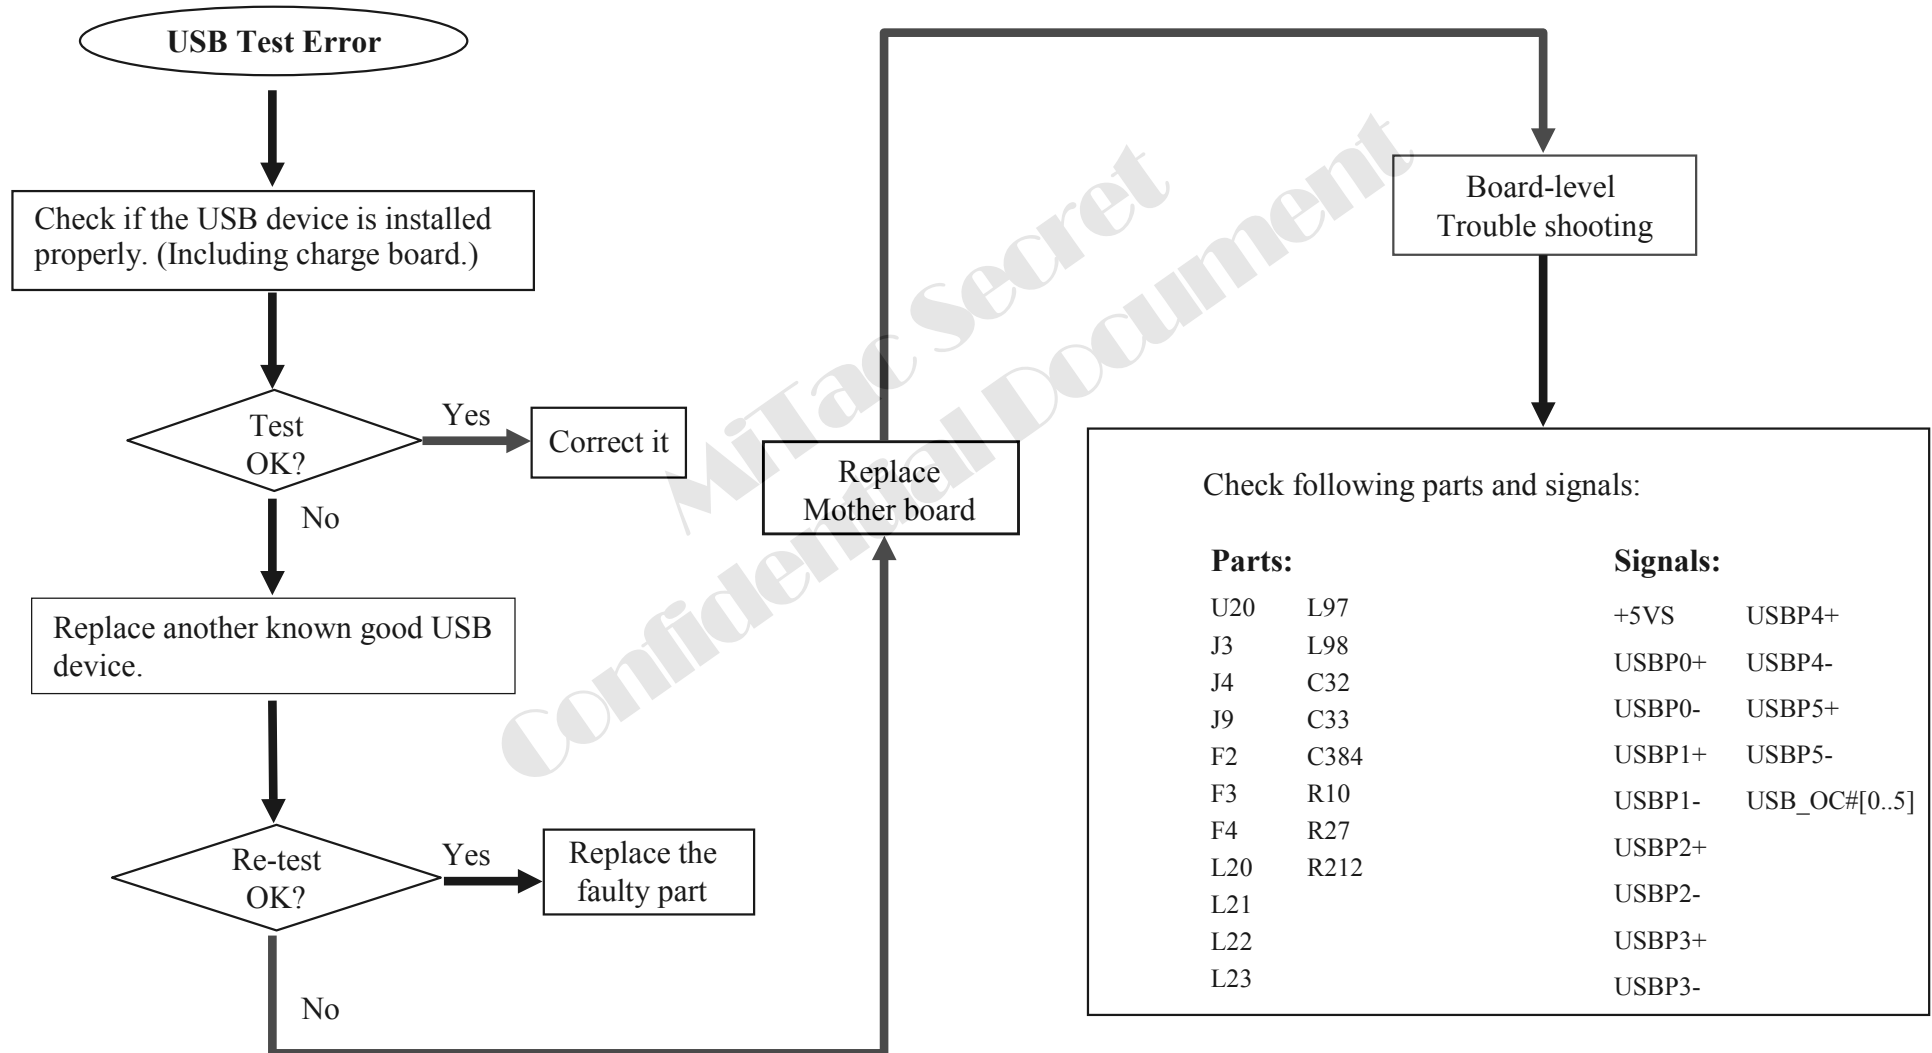 USB Test Error
Check if the USB device is installed
properly. (Including charge board.)
Test
OK?
Yes
Correct it
No
Replace another known good USB
device.
Re-test
OK?
Yes
Replace the
faulty part
No
Replace
Mother board
Board-level
Trouble shooting
Check following parts and signals:
Parts:
U20
J3
J4
J9
F2
F3
F4
L20
L21
L22
L23
L97
L98
C32
C33
C384
R10
R27
R212
Signals:
+5VS
USBP0+
USBP0-
USBP1+
USBP1-
USBP2+
USBP2-
USBP3+
USBP3-
USBP4+
USBP4-
USBP5+
USBP5-
USB_OC#[0..5]
MiTac Secret
Confidential Document